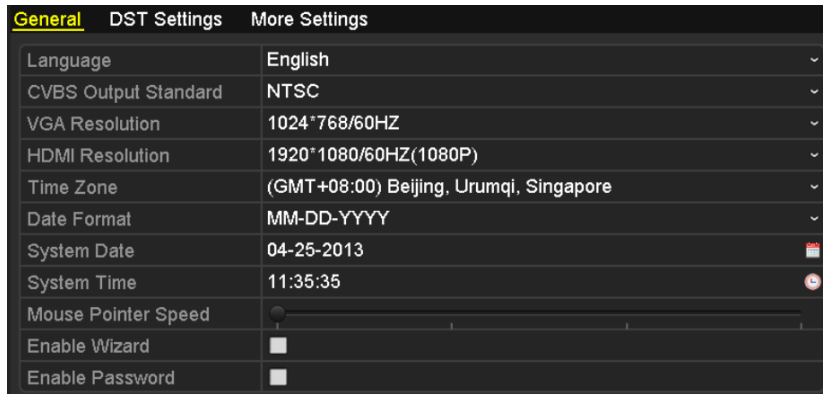 General DST Settings More Settings
Language English
CVBS Output Standard NTSC
VGA Resolution 1024*768/60HZ
HDMI Resolution 1920*1080/60HZ(1080P)
Time Zone (GMT+08:00) Beijing, Urumqi, Singapore
Date Format MM-DD-YYYY
System Date 04-25-2013
System Time 11:35:35
Mouse Pointer Speed
Enable Wizard
Enable Password